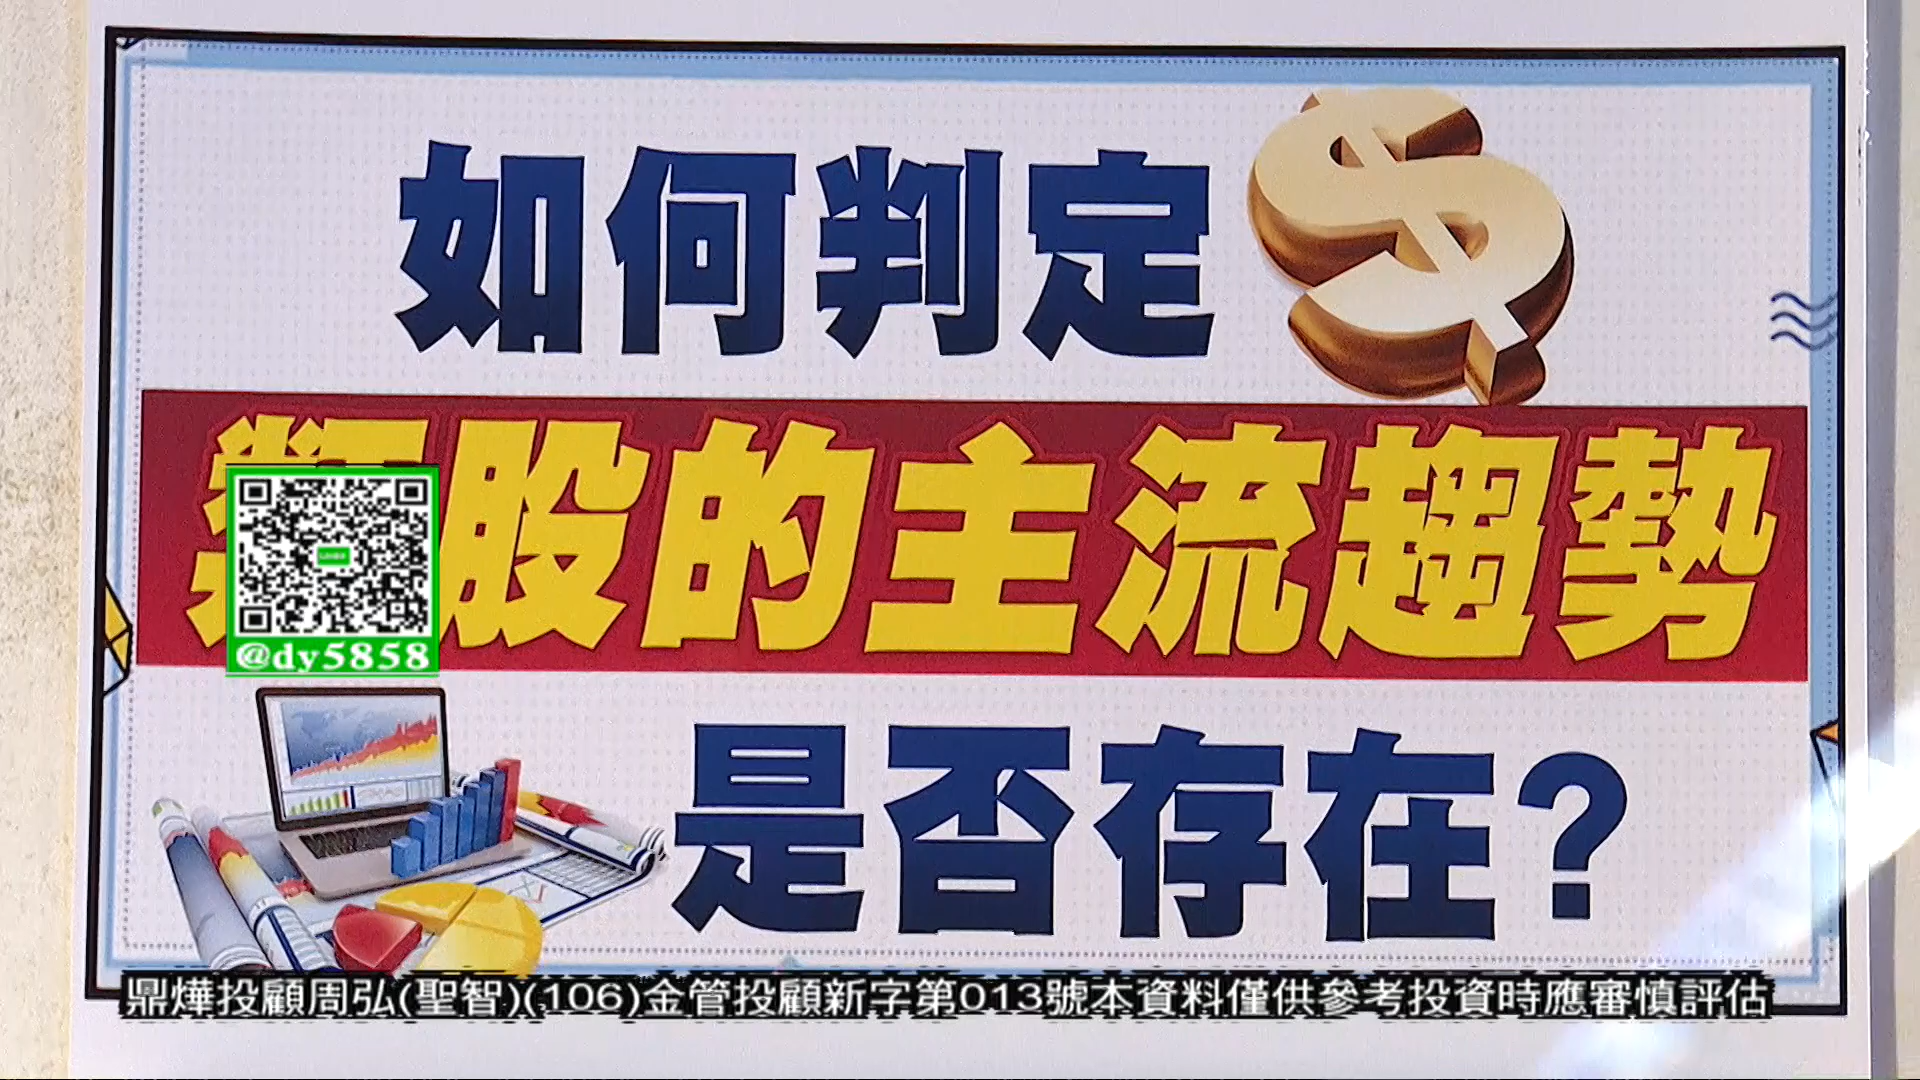 如何判定
類股的主流趨勢
@dy5858
是否存在?
鼎燁投顧周弘(聖智)(106)金管投顧新字第013號本資料僅供參考投資時應審慎評估